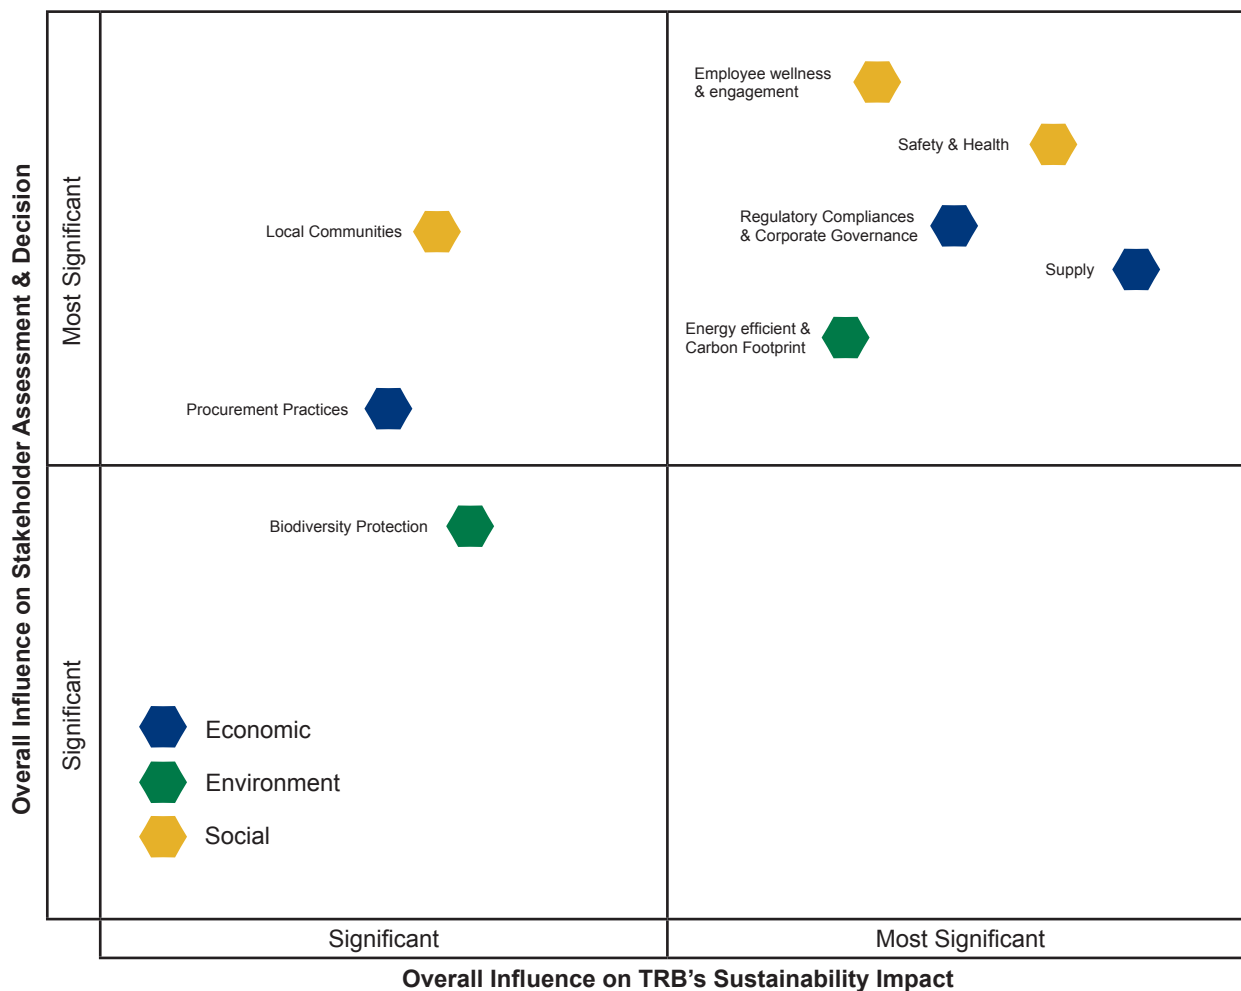 Overall Influence on Stakeholder Assessment & Decision
Most Significant
Significant
Employee wellness
& engagement
Safety & Health
Local Communities
Regulatory Compliances
& Corporate Governance
Supply
Energy efficient &
Carbon Footprint
Procurement Practices
Biodiversity Protection
Economic
Environment
Social
Significant
Most Significant
Overall Influence on TRB’s Sustainability Impact